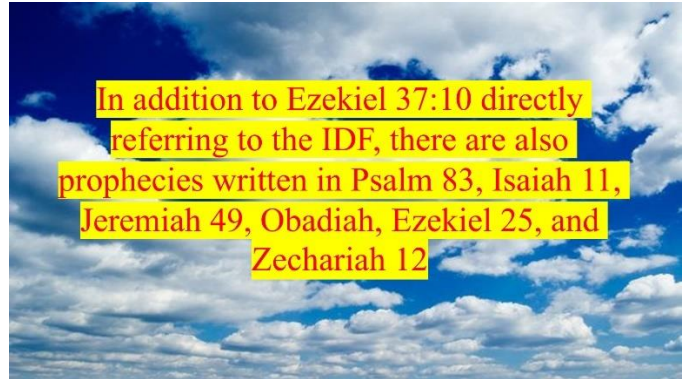 In addition to Ezekiel 37:10 directly
referring to the IDF, there are also
prophecies written in Psalm 83, Isaiah 11,
Jeremiah 49, Obadiah, Ezekiel 25, and
Zechariah 12